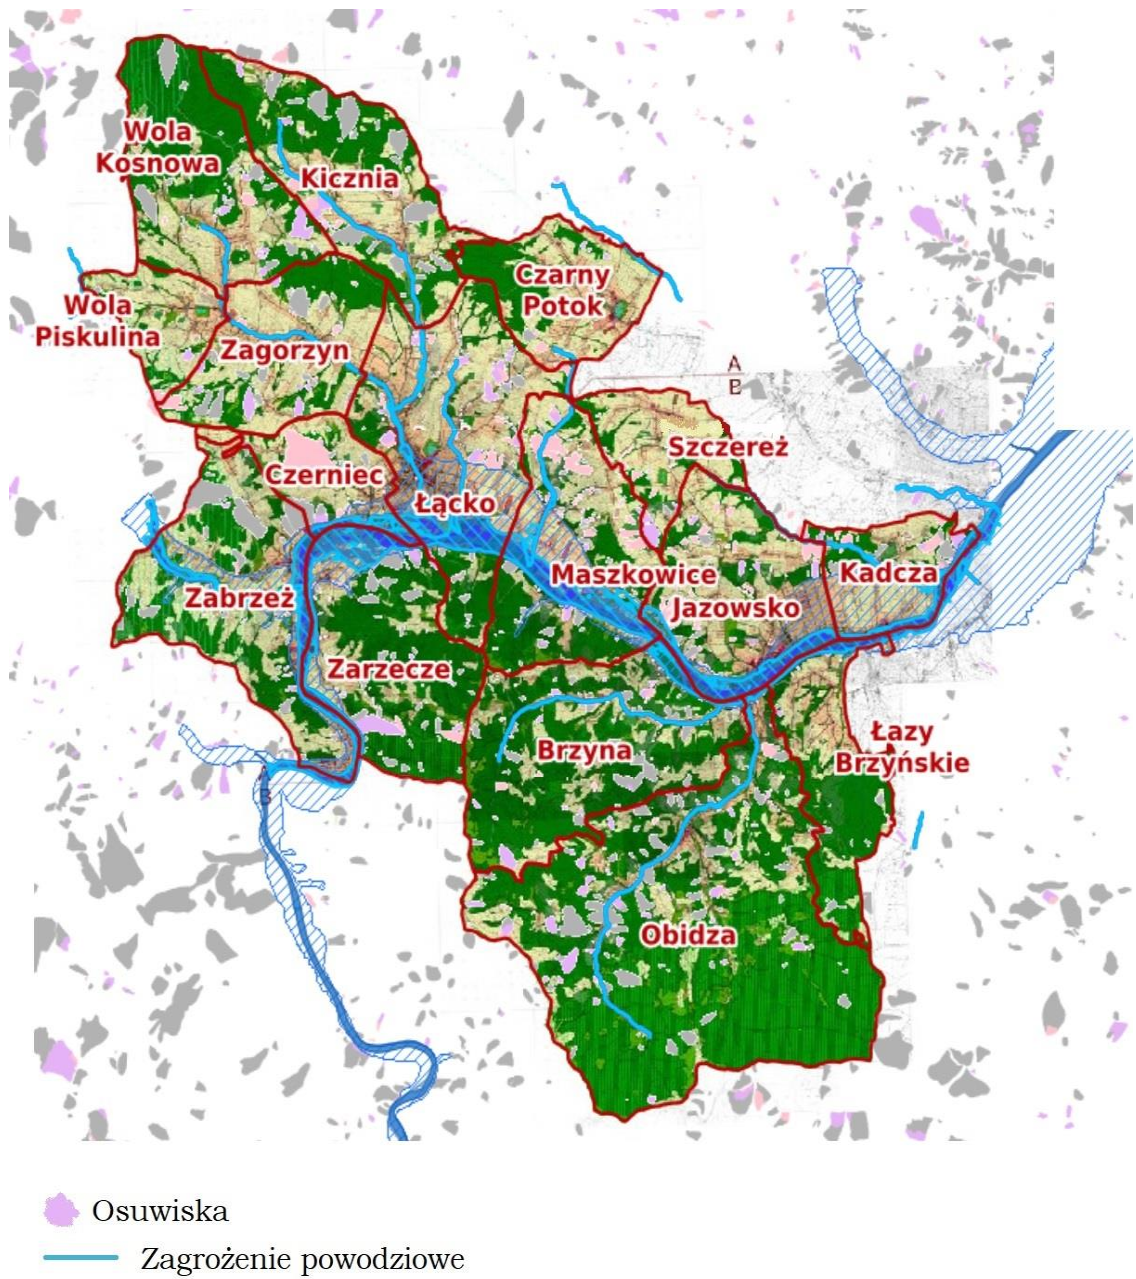 Wola
Kosnowa
Kicznia
Czarny
Potok
Wola
Piskulina
Zagorzyn
A
B
Szczereż
Czerniec
Łącko
Maszkowice
Kadcza
Zabrzeż
Jazowsko
Zarzecze
Łazy
Brzyńskie
Brzyna
Obidza
Osuwiska
Zagrożenie powodziowe